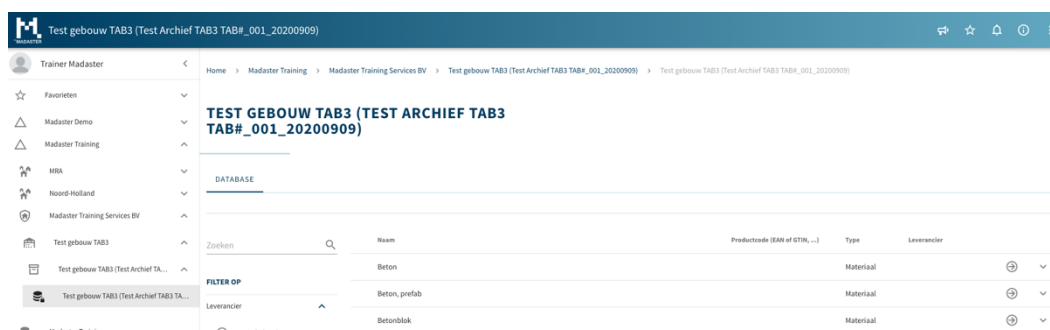 MADASTER
Test gebouw TAB3 (Test Archief TAB3 TAB#_001_20200909)
Trainer Madaster
Favorieten
Madaster Demo
Madaster Training
MRA
Noord-Holland
Madaster Training Services BV
Test gebouw TAB3
Test gebouw TAB3 (Test Archief TA...
Test gebouw TAB3 (Test Archief TAB3 TA...
Home > Madaster Training > Madaster Training Services BV > Test gebouw TAB3 (Test Archief TAB3 TAB#_001_20200909) > Test gebouw TAB3 (Test Archief TAB3 TAB#_001_20200909)
TEST GEBOUW TAB3 (TEST ARCHIEF TAB3
TAB#_001_20200909)
DATABASE
Zoeken
FILTER OP
Leverancier
Naam Productcode (EAN of GTIN, ...) Type Leverancier
Beton Materiaal
Beton, prefab Materiaal
Betonblok Materiaal